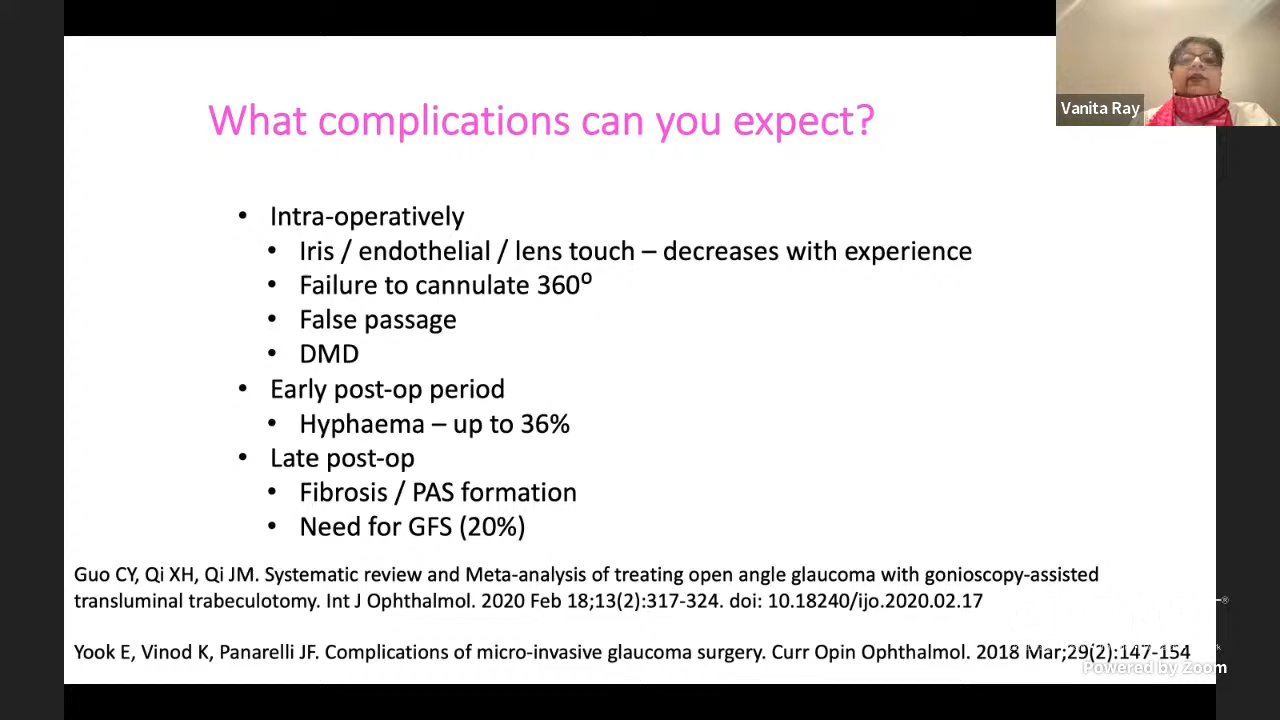 Vanita Ray
What complications can you expect?
• Intra-operatively
• Iris / endothelial / lens touch – decreases with experience
• Failure to cannulate 360º
• False passage
• DMD
• Early post-op period
• Hyphaema – up to 36%
• Late post-op
• Fibrosis / PAS formation
• Need for GFS (20%)
Guo CY, Qi XH, Qi JM. Systematic review and Meta-analysis of treating open angle glaucoma with gonioscopy-assisted
transluminal trabeculotomy. Int J Ophthalmol. 2020 Feb 18;13(2):317-324. doi: 10.18240/ijo.2020.02.17
Yook E, Vinod K, Panarelli JF. Complications of micro-invasive glaucoma surgery. Curr Opin Ophthalmol. 2018 Mar;29(2):147-154
Powered by Zoom